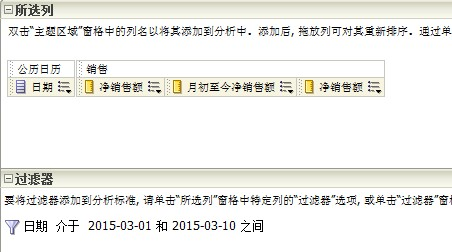 所选列
双击“主题区域”窗格中的列名以将其添加到分析中。添加后, 拖放列可对其重新排序。通过单
公历日历 销售
日期 净销售额 月初至今净销售额 净销售额
过滤器
要将过滤器添加到分析标准, 请单击“所选列”窗格中特定列的“过滤器”选项, 或单击“过滤器”窗格
日期 介于 2015-03-01 和 2015-03-10 之间